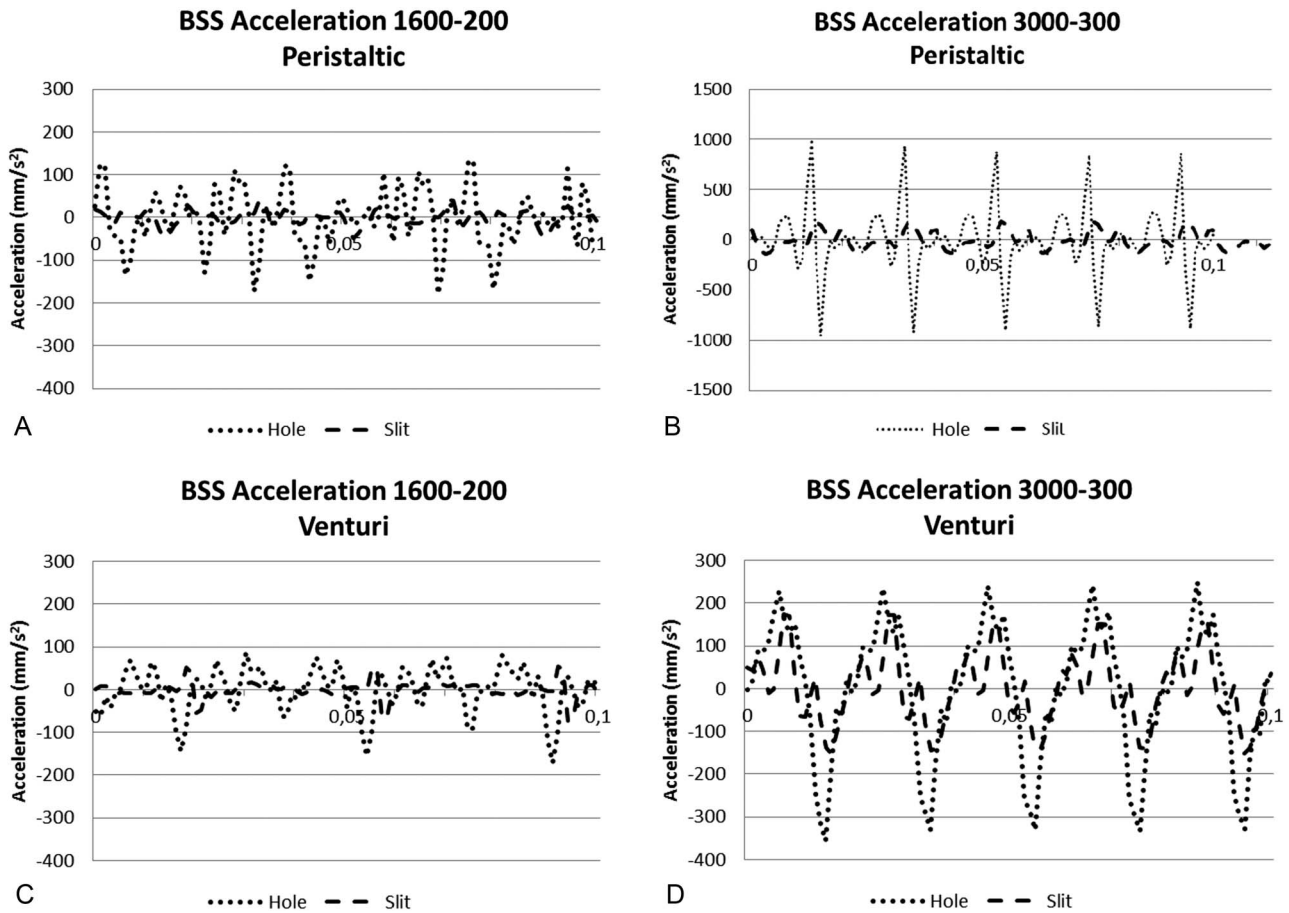 BSS Acceleration 1600-200
Peristaltic
Acceleration (mm/s²)
300
200
100
0
-100
-200
-300
-400
0
0,05
0,1
Hole
Slit
A
BSS Acceleration 3000-300
Peristaltic
Acceleration (mm/s²)
1500
1000
500
0
-500
-1000
-1500
0
0,05
0,1
Hole
Slit
B
BSS Acceleration 1600-200
Venturi
Acceleration (mm/s²)
300
200
100
0
-100
-200
-300
-400
0
0,05
0,1
Hole
Slit
C
BSS Acceleration 3000-300
Venturi
Acceleration (mm/s²)
300
200
100
0
-100
-200
-300
-400
0
0,05
0,1
Hole
Slit
D